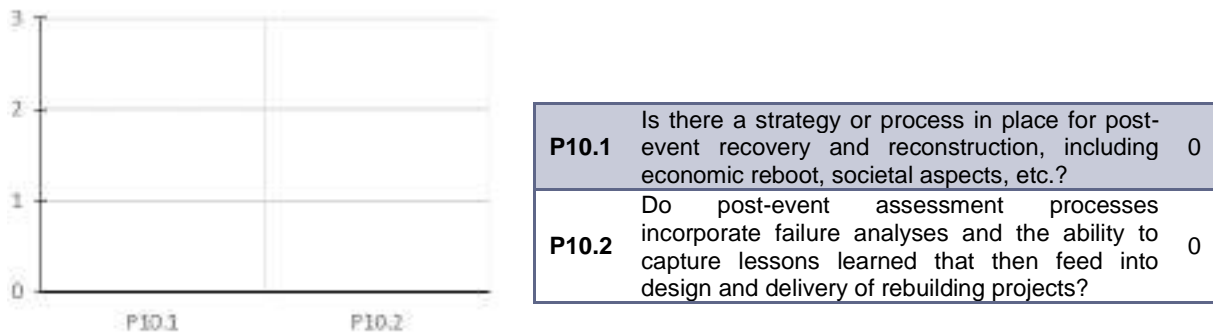 3
2
1
0
P10.1 P10.2
P10.1 Is there a strategy or process in place for post-
event recovery and reconstruction, including
economic reboot, societal aspects, etc.? 0
P10.2 Do post-event assessment processes
incorporate failure analyses and the ability to
capture lessons learned that then feed into
design and delivery of rebuilding projects? 0